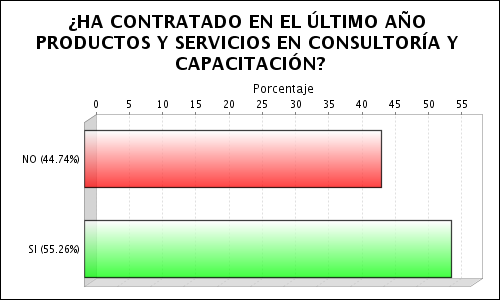 ¿HA CONTRATADO EN EL ÚLTIMO AÑO
PRODUCTOS Y SERVICIOS EN CONSULTORÍA Y
CAPACITACIÓN?
Porcentaje
0 5 10 15 20 25 30 35 40 45 50 55
NO (44.74%)
SI (55.26%)